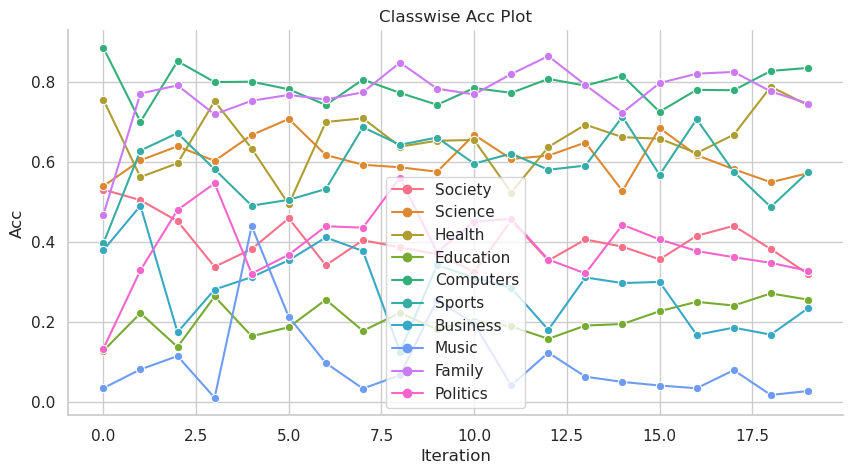 Classwise Acc Plot
Acc
0.8
0.6
0.4
0.2
0.0
Society
Science
Health
Education
Computers
Sports
Business
Music
Family
Politics
0.0 2.5 5.0 7.5 10.0 12.5 15.0 17.5
Iteration